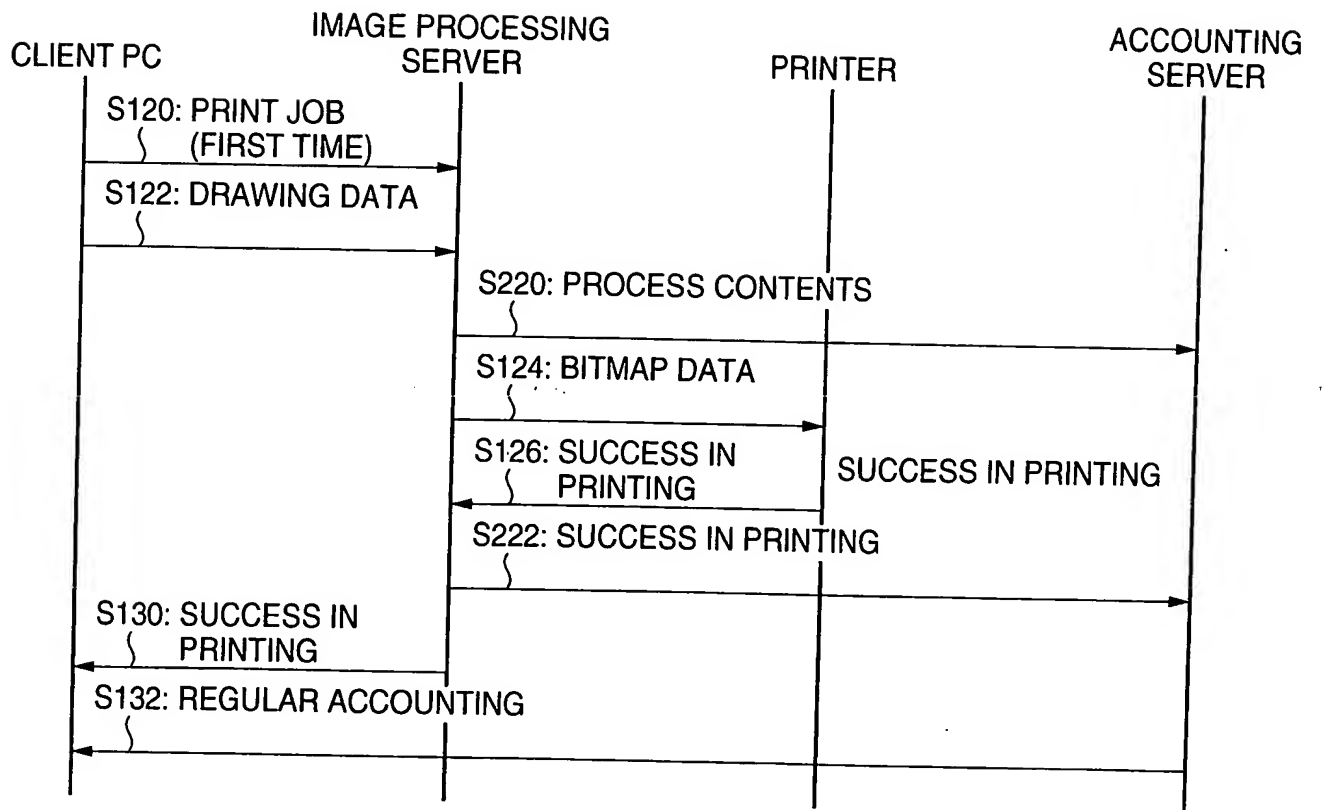 CLIENT PC
IMAGE PROCESSING
SERVER
PRINTER
ACCOUNTING
SERVER
S120: PRINT JOB
(FIRST TIME)
S122: DRAWING DATA
S220: PROCESS CONTENTS
S124: BITMAP DATA
S126: SUCCESS IN
PRINTING
SUCCESS IN PRINTING
S222: SUCCESS IN PRINTING
S130: SUCCESS IN
PRINTING
S132: REGULAR ACCOUNTING